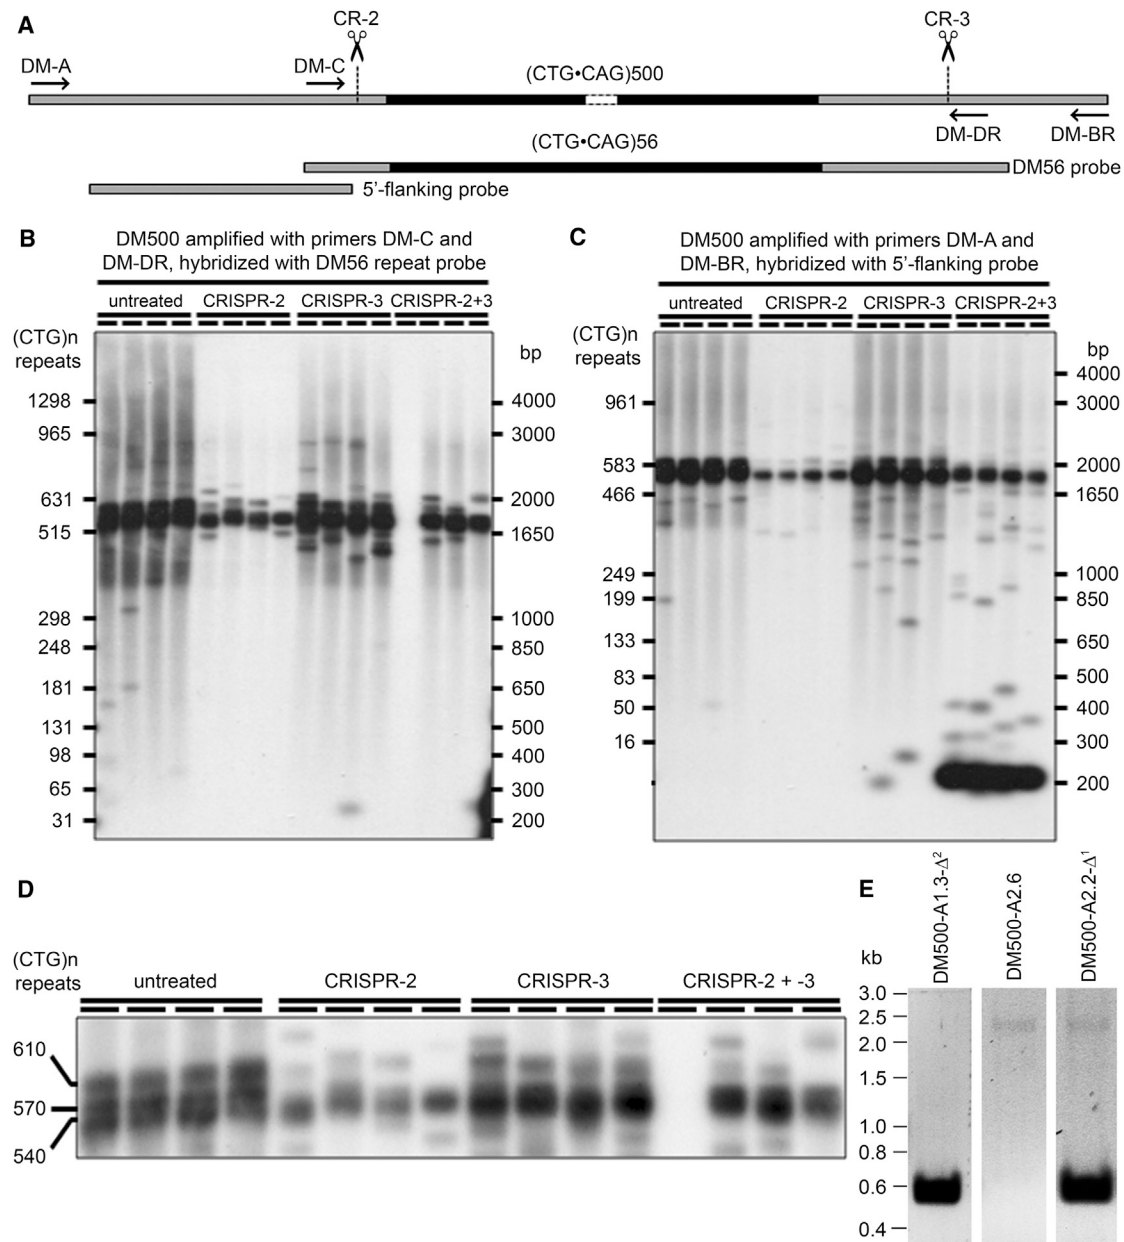 A
CR-2
CR-3
DM-A
DM-C
(CTG•CAG)500
DM-DR
DM-BR
(CTG•CAG)56
DM56 probe
5’-flanking probe
B
DM500 amplified with primers DM-C and
DM-DR, hybridized with DM56 repeat probe
untreated CRISPR-2 CRISPR-3 CRISPR-2+3
(CTG)n
repeats
bp
1298
965
631
515
298
248
181
131
98
65
31
4000
3000
2000
1650
1000
850
650
500
400
300
200
C
DM500 amplified with primers DM-A and
DM-BR, hybridized with 5’-flanking probe
untreated CRISPR-2 CRISPR-3 CRISPR-2+3
(CTG)n
repeats
bp
961
583
466
249
199
133
83
50
16
4000
3000
2000
1650
1000
850
650
500
400
300
200
D
(CTG)n
repeats
untreated CRISPR-2 CRISPR-3 CRISPR-2 + -3
610
570
540
E
DM500-A1.3-Δ2
DM500-A2.6
DM500-A2.2-Δ1
kb
3.0
2.5
2.0
1.5
1.0
0.8
0.6
0.4